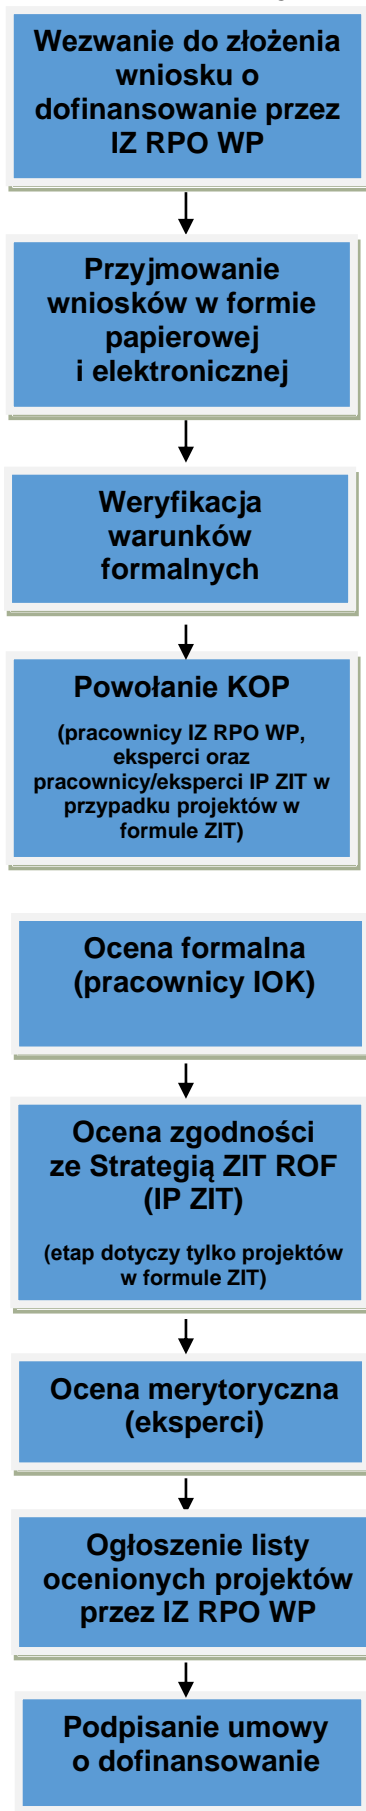 Wezwanie do złożenia
wniosku o
dofinansowanie przez
IZ RPO WP
Przyjmowanie
wniosków w formie
papierowej
i elektronicznej
Weryfikacja
warunków
formalnych
Powołanie KOP
(pracownicy IZ RPO WP,
eksperci oraz
pracownicy/eksperci IP ZIT w
przypadku projektów w
formule ZIT)
Ocena formalna
(pracownicy IOK)
Ocena zgodności
ze Strategią ZIT ROF
(IP ZIT)
(etap dotyczy tylko projektów
w formule ZIT)
Ocena merytoryczna
(eksperci)
Ogłoszenie listy
ocenionych projektów
przez IZ RPO WP
Podpisanie umowy
o dofinansowanie